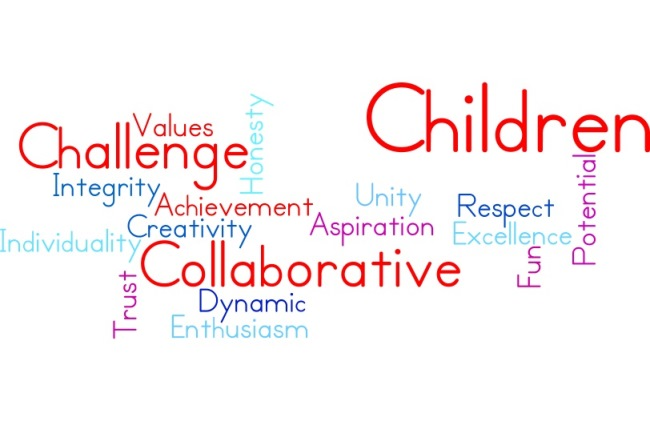 Children
Values
Challenge
Honesty
Integrity
Achievement
Unity
Respect
Potential
Creativity
Aspiration
Excellence
Individuality
Collaborative
Fun
Trust
Dynamic
Enthusiasm